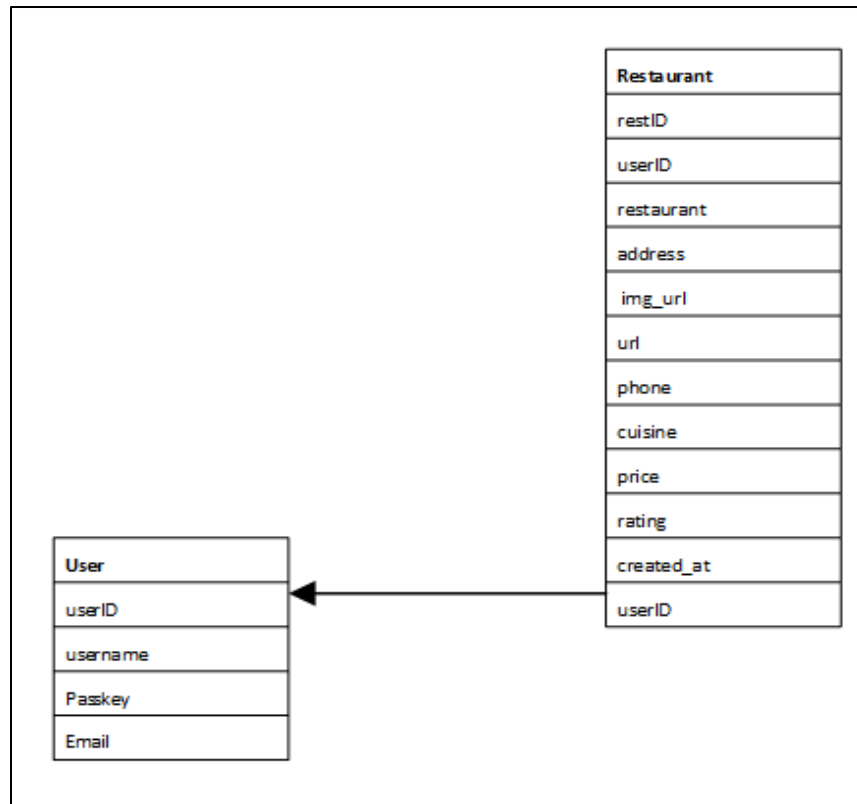 Restaurant
restID
userID
restaurant
address
img_url
url
phone
cuisine
price
rating
created_at
userID
User
userID
username
Passkey
Email